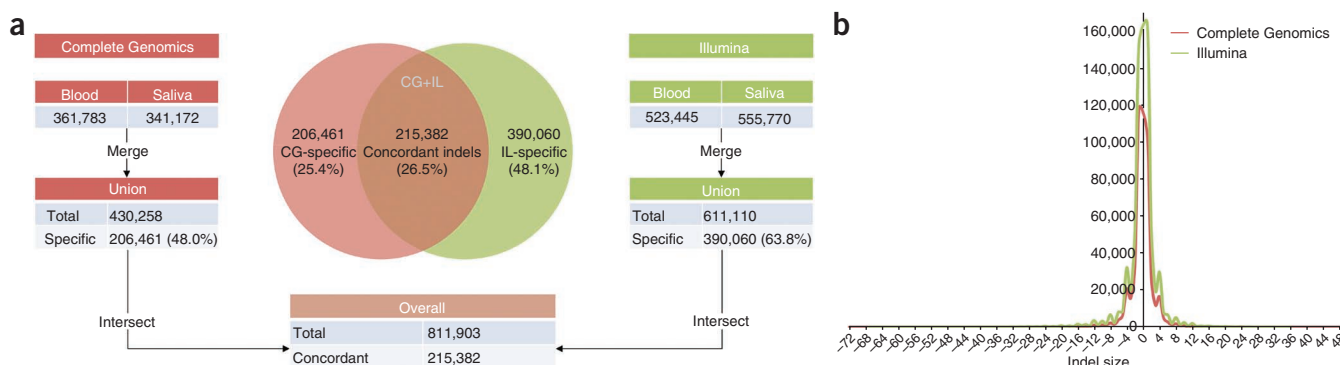 a
Complete Genomics
Blood Saliva
361,783 341,172
Merge
Union
Total 430,258
Specific 206,461 (48.0%)
Intersect
CG+IL
206,461
CG-specific
(25.4%)
215,382
Concordant indels
(26.5%)
390,060
IL-specific
(48.1%)
Overall
Total 811,903
Concordant 215,382
Illumina
Blood Saliva
523,445 555,770
Merge
Union
Total 611,110
Specific 390,060 (63.8%)
Intersect
b
Complete Genomics
Illumina
160,000
140,000
120,000
100,000
80,000
60,000
40,000
20,000
0
–72 –68 –64 –60 –56 –52 –48 –44 –40 –36 –32 –28 –24 –20 –16 –12 –8 –4 0 4 8 12 16 20 24 28 32 36 40 44 48
Indel size